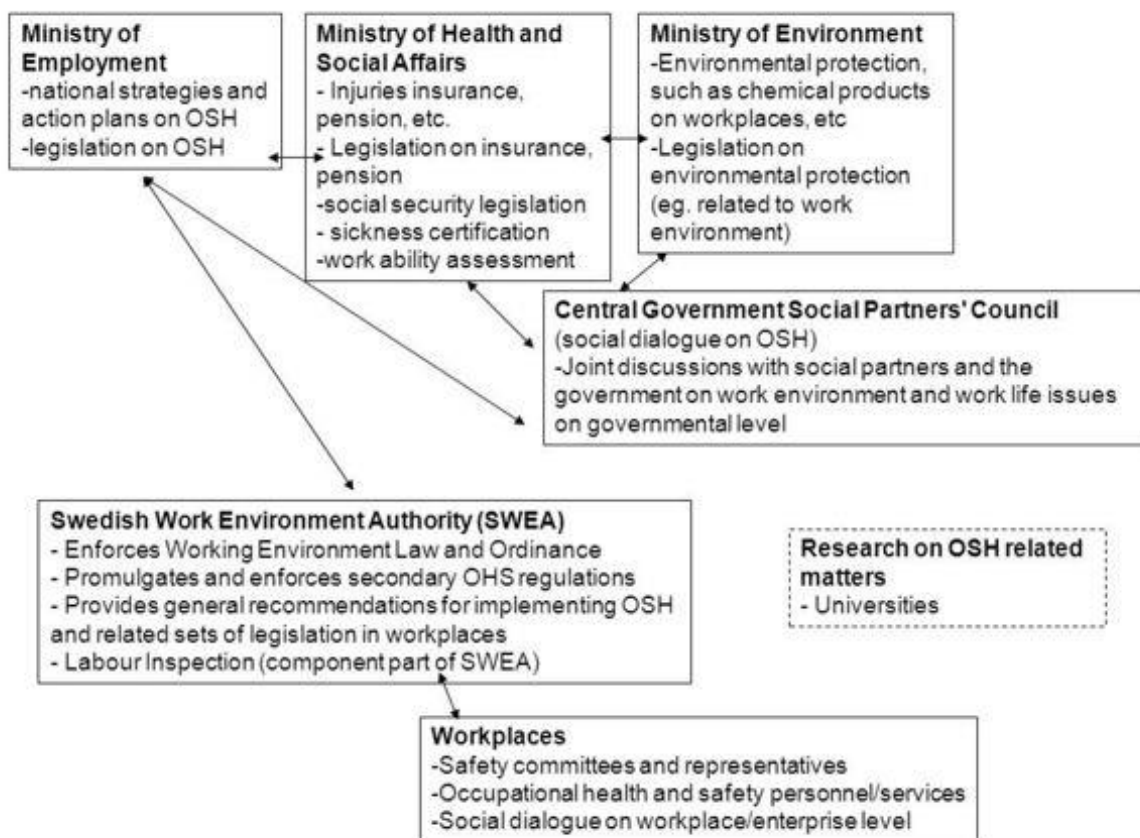 Ministry of
Employment
-national strategies and
action plans on OSH
-legislation on OSH
Ministry of Health and
Social Affairs
- Injuries insurance,
pension, etc.
- Legislation on insurance,
pension
-social security legislation
- sickness certification
-work ability assessment
Ministry of Environment
-Environmental protection,
such as chemical products
on workplaces, etc
-Legislation on
environmental protection
(eg. related to work
environment)
Central Government Social Partners' Council
(social dialogue on OSH)
-Joint discussions with social partners and the
government on work environment and work life issues
on governmental level
Swedish Work Environment Authority (SWEA)
- Enforces Working Environment Law and Ordinance
- Promulgates and enforces secondary OHS regulations
- Provides general recommendations for implementing OSH
and related sets of legislation in workplaces
- Labour Inspection (component part of SWEA)
Research on OSH related
matters
- Universities
Workplaces
-Safety committees and representatives
-Occupational health and safety personnel/services
-Social dialogue on workplace/enterprise level